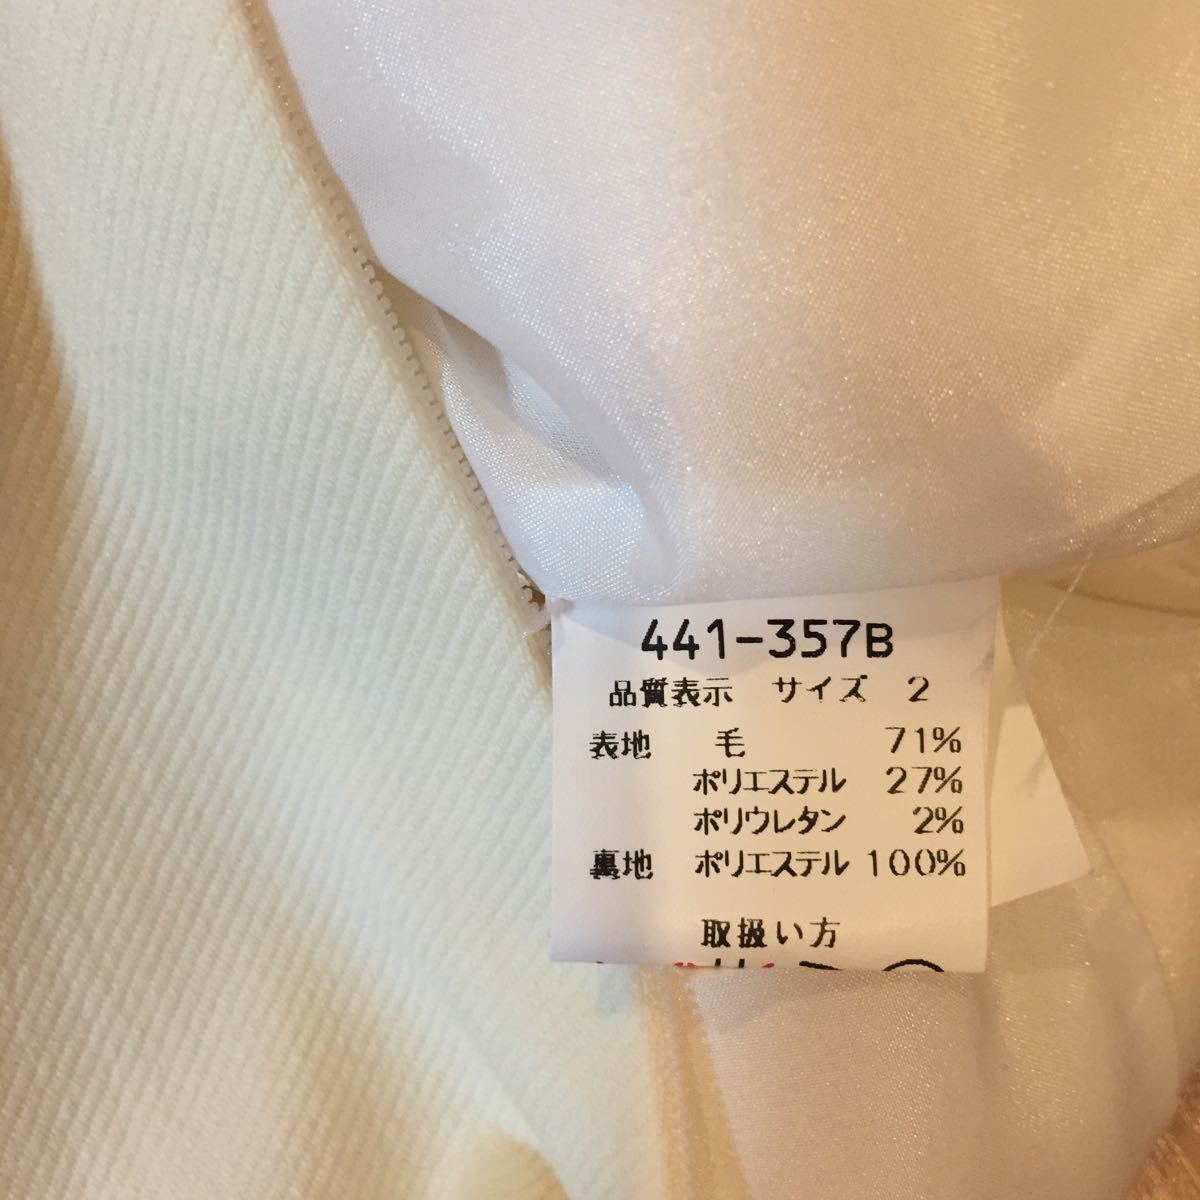 441-357B
品質表示 サイズ 2
表地 毛 71%
ポリエステル 27%
ポリウレタン 2%
裏地 ポリエステル 100%
取扱い方